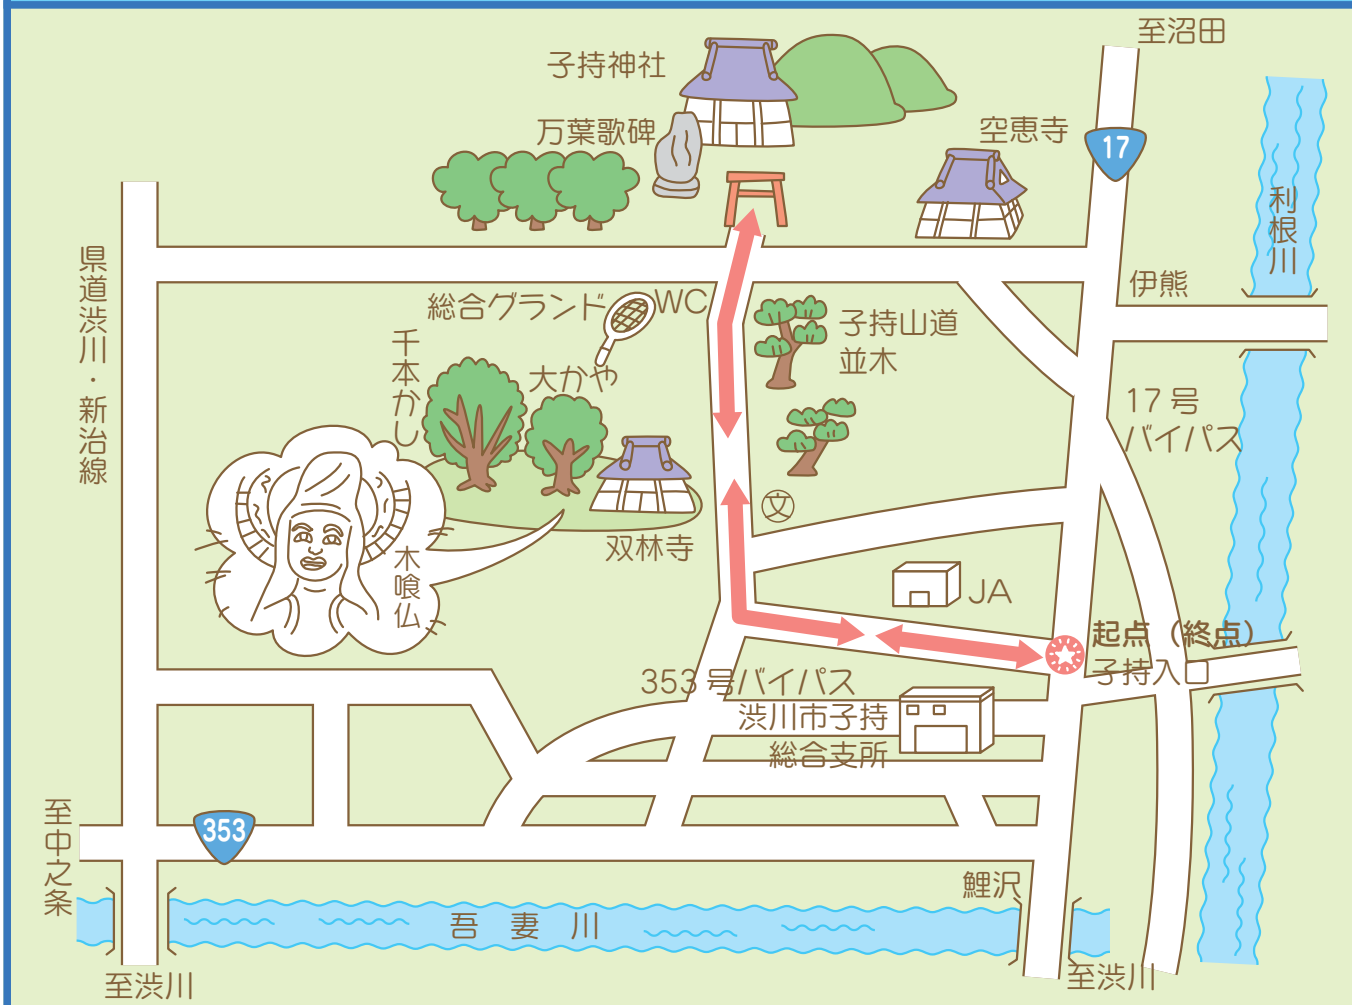 至沼田
子持神社
万葉歌碑
空恵寺
17
利根川
県道渋川・新治線
伊熊
総合グランド
WC
子持山道
並木
千本かし
大かや
17号
バイパス
文
双林寺
木喰仏
JA
起点（終点）
子持入口
353号バイパス
渋川市子持
総合支所
至中之条
353
鯉沢
吾妻川
至渋川
至渋川